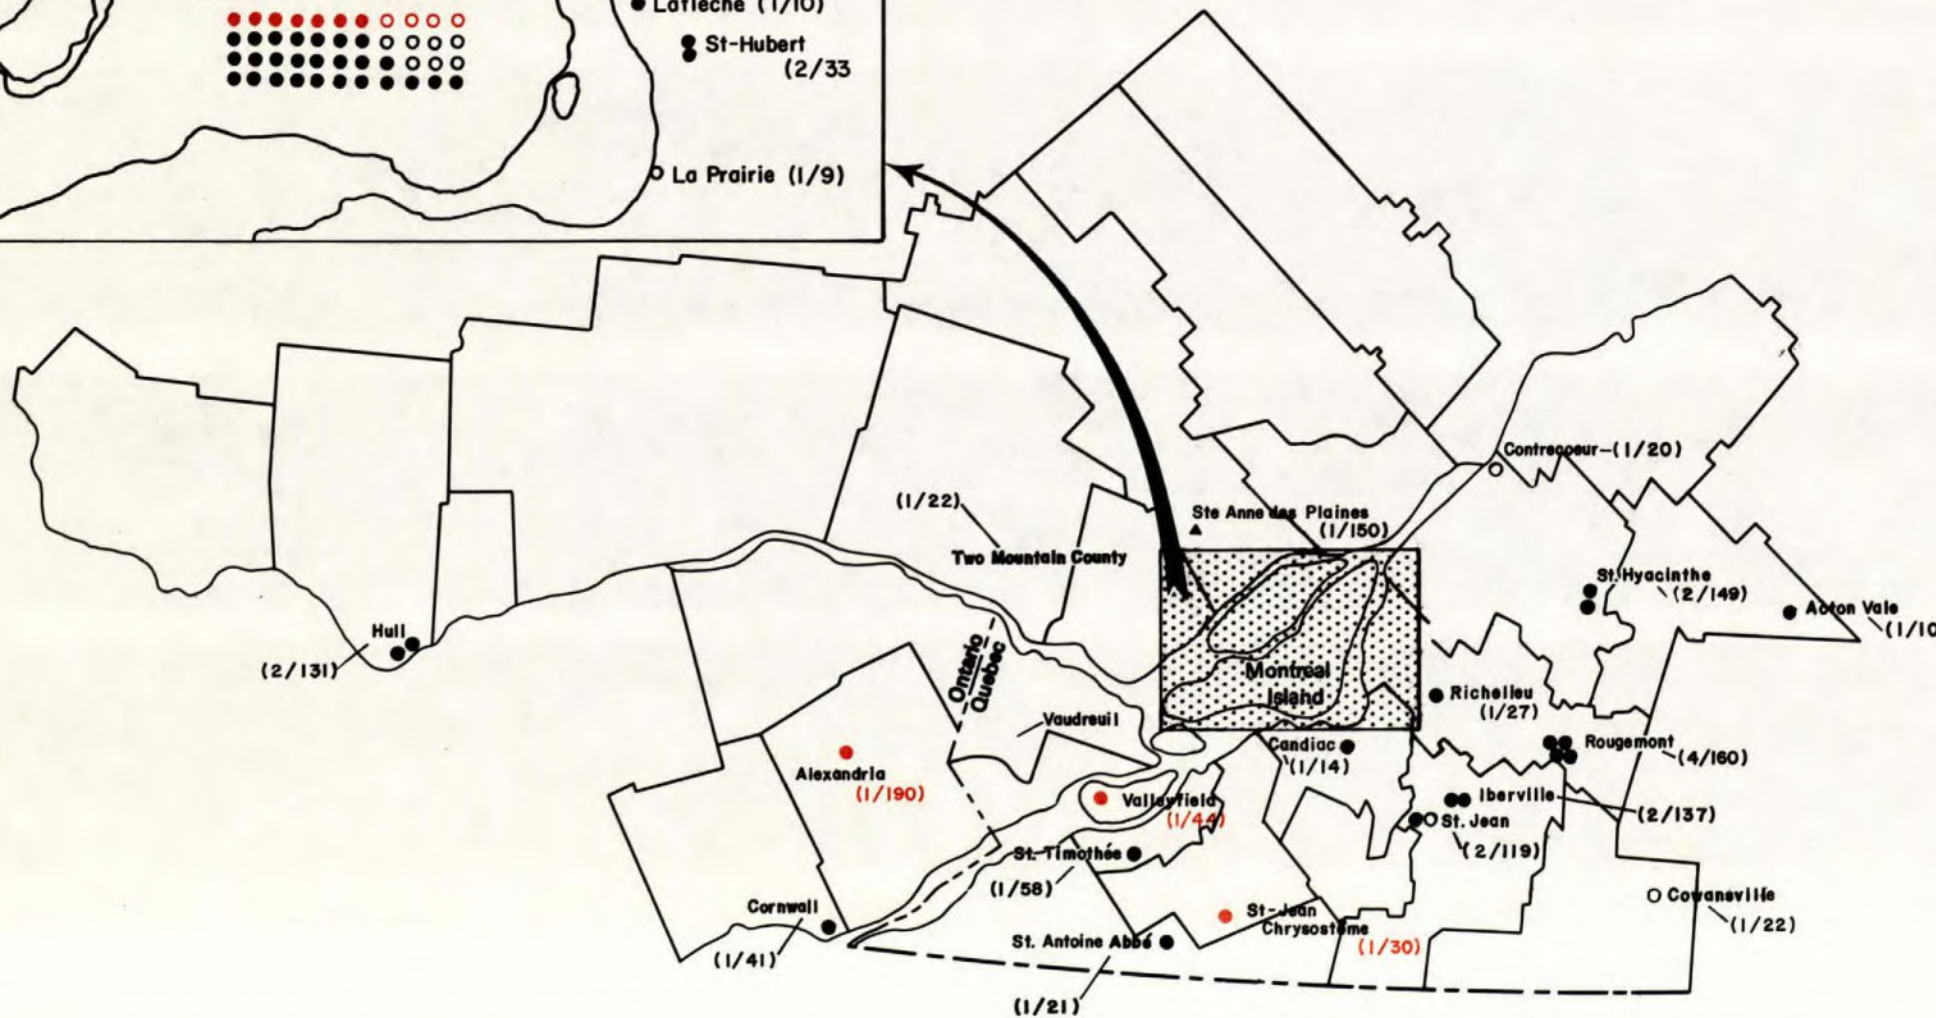 Lafleche (1/10)
St-Hubert
(2/33
La Prairie (1/9)
Contrecoeur-(1/20)
(1/22)
Ste Anne des Plaines
(1/150)
Two Mountain County
St. Hyacinthe
(2/149)
Acton Vale
(1/10
Hull
(2/131)
Ontario
Quebec
Montreal
Island
Richelieu
(1/27)
Vaudreuil
Candiac
(1/14)
Rougemont
(4/160)
Alexandria
(1/190)
Valleyfield
(1/44)
Iberville
(2/137)
St. Jean
(2/119)
St. Timothée
(1/58)
Cowansville
(1/22)
Cornwall
(1/41)
St-Jean
Chrysostome
(1/30)
St. Antoine Abbé
(1/21)